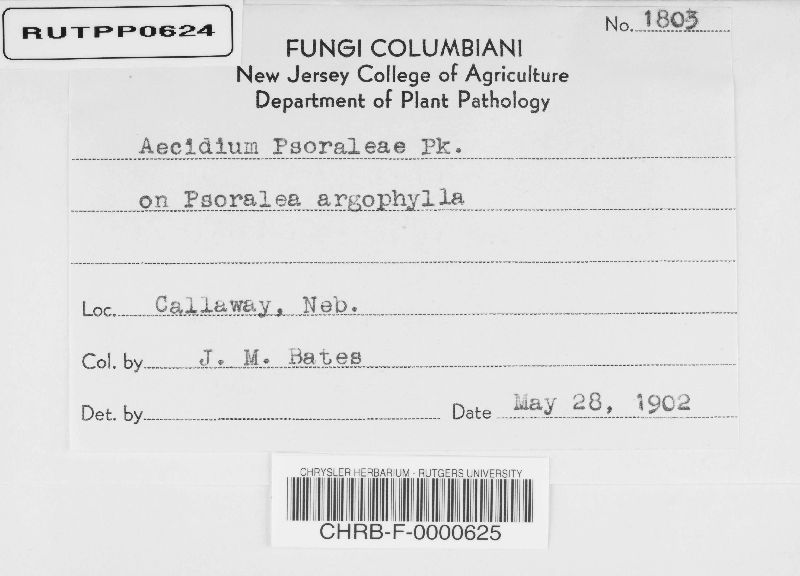 RUTPP0624
No. 1803
FUNGI COLUMBIANI
New Jersey College of Agriculture
Department of Plant Pathology
Aecidium Psoraleae Pk.
on Psoralea argophylla
Loc. Callaway, Neb.
Col. by J. M. Bates
Det. by
Date May 28, 1902
CHRYSLER HERBARIUM - RUTGERS UNIVERSITY
CHRB-F-0000625